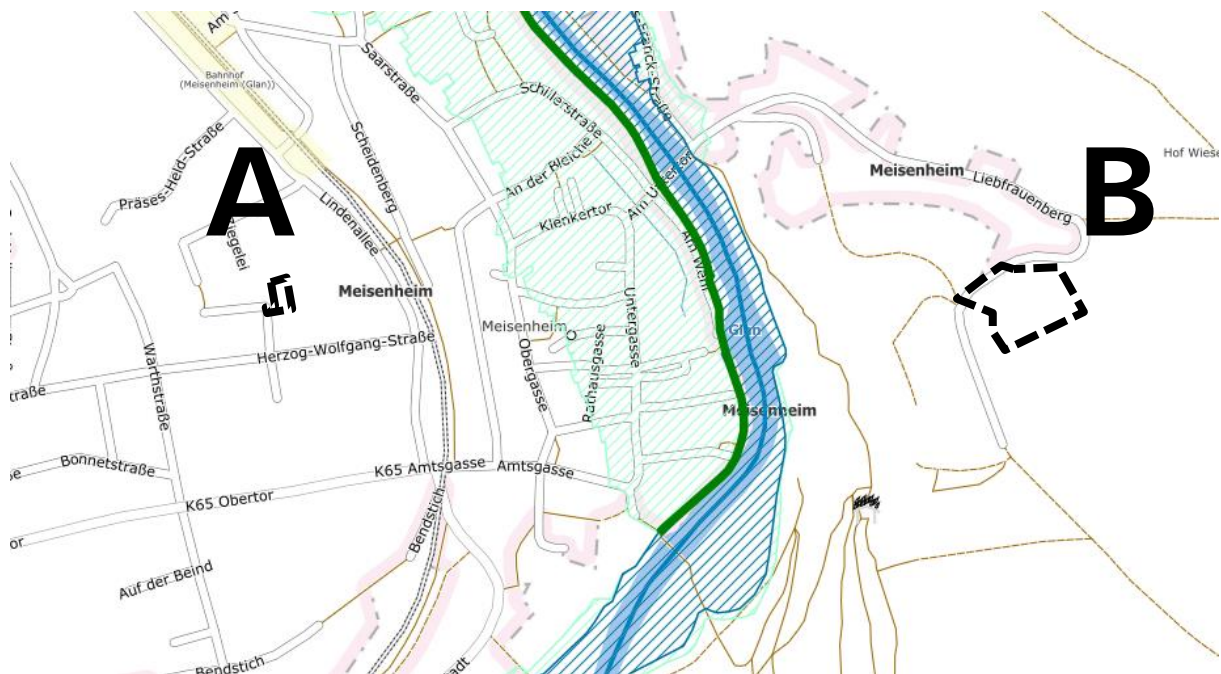 Bahnhof
(Meisenheim (Glan))
Saarstraße
Schillerstraße
Scheidenberg
Präses-Held-Straße
An der Bleiche
Am Untertor
Klenkertor
Lindenallee
Ziegelei
A
B
Hof Wiese
Meisenheim
Liebfrauenberg
Am Wehr
Meisenheim
Meisenheim
Glan
Untergasse
Rathausgasse
Obergasse
Herzog-Wolfgang-Straße
Warthstraße
traße
Meisenheim
Bonnetstraße
K65 Amtsgasse
Amtsgasse
K65 Obertor
Bendstich
Auf der Beind
Bendstich